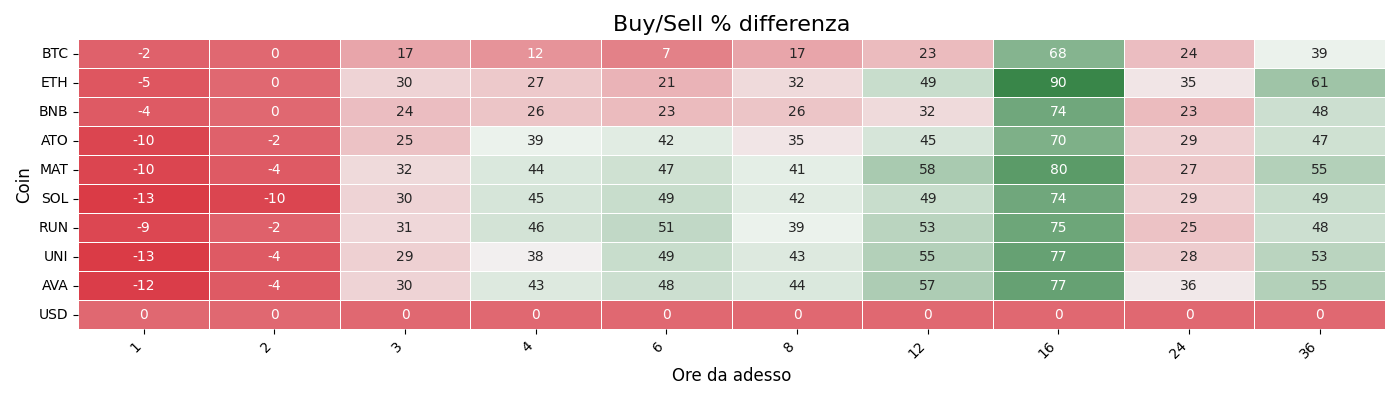 Buy/Sell % differenza
BTC -2 0 17 12 7 17 23 68 24 39
ETH -5 0 30 27 21 32 49 90 35 61
BNB -4 0 24 26 23 26 32 74 23 48
ATO -10 -2 25 39 42 35 45 70 29 47
MAT -10 -4 32 44 47 41 58 80 27 55
SOL -13 -10 30 45 49 42 49 74 29 49
RUN -9 -2 31 46 51 39 53 75 25 48
UNI -13 -4 29 38 49 43 55 77 28 53
AVA -12 -4 30 43 48 44 57 77 36 55
USD 0 0 0 0 0 0 0 0 0 0
Coin
1 2 3 4 6 8 12 16 24 36
Ore da adesso